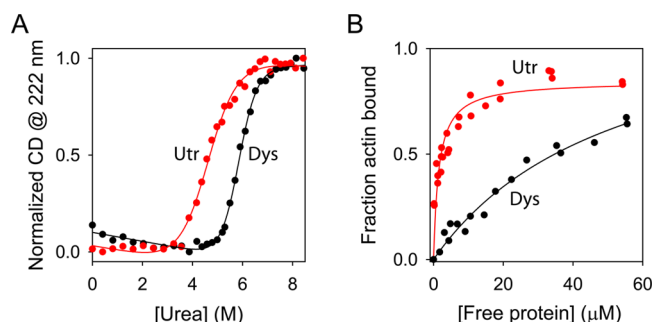 A
Normalized CD @ 222 nm
1.0
0.5
0.0
Utr
Dys
0 2 4 6 8
[Urea] (M)
B
Fraction actin bound
1.0
0.5
0.0
Utr
Dys
0 20 40 60
[Free protein] (μM)